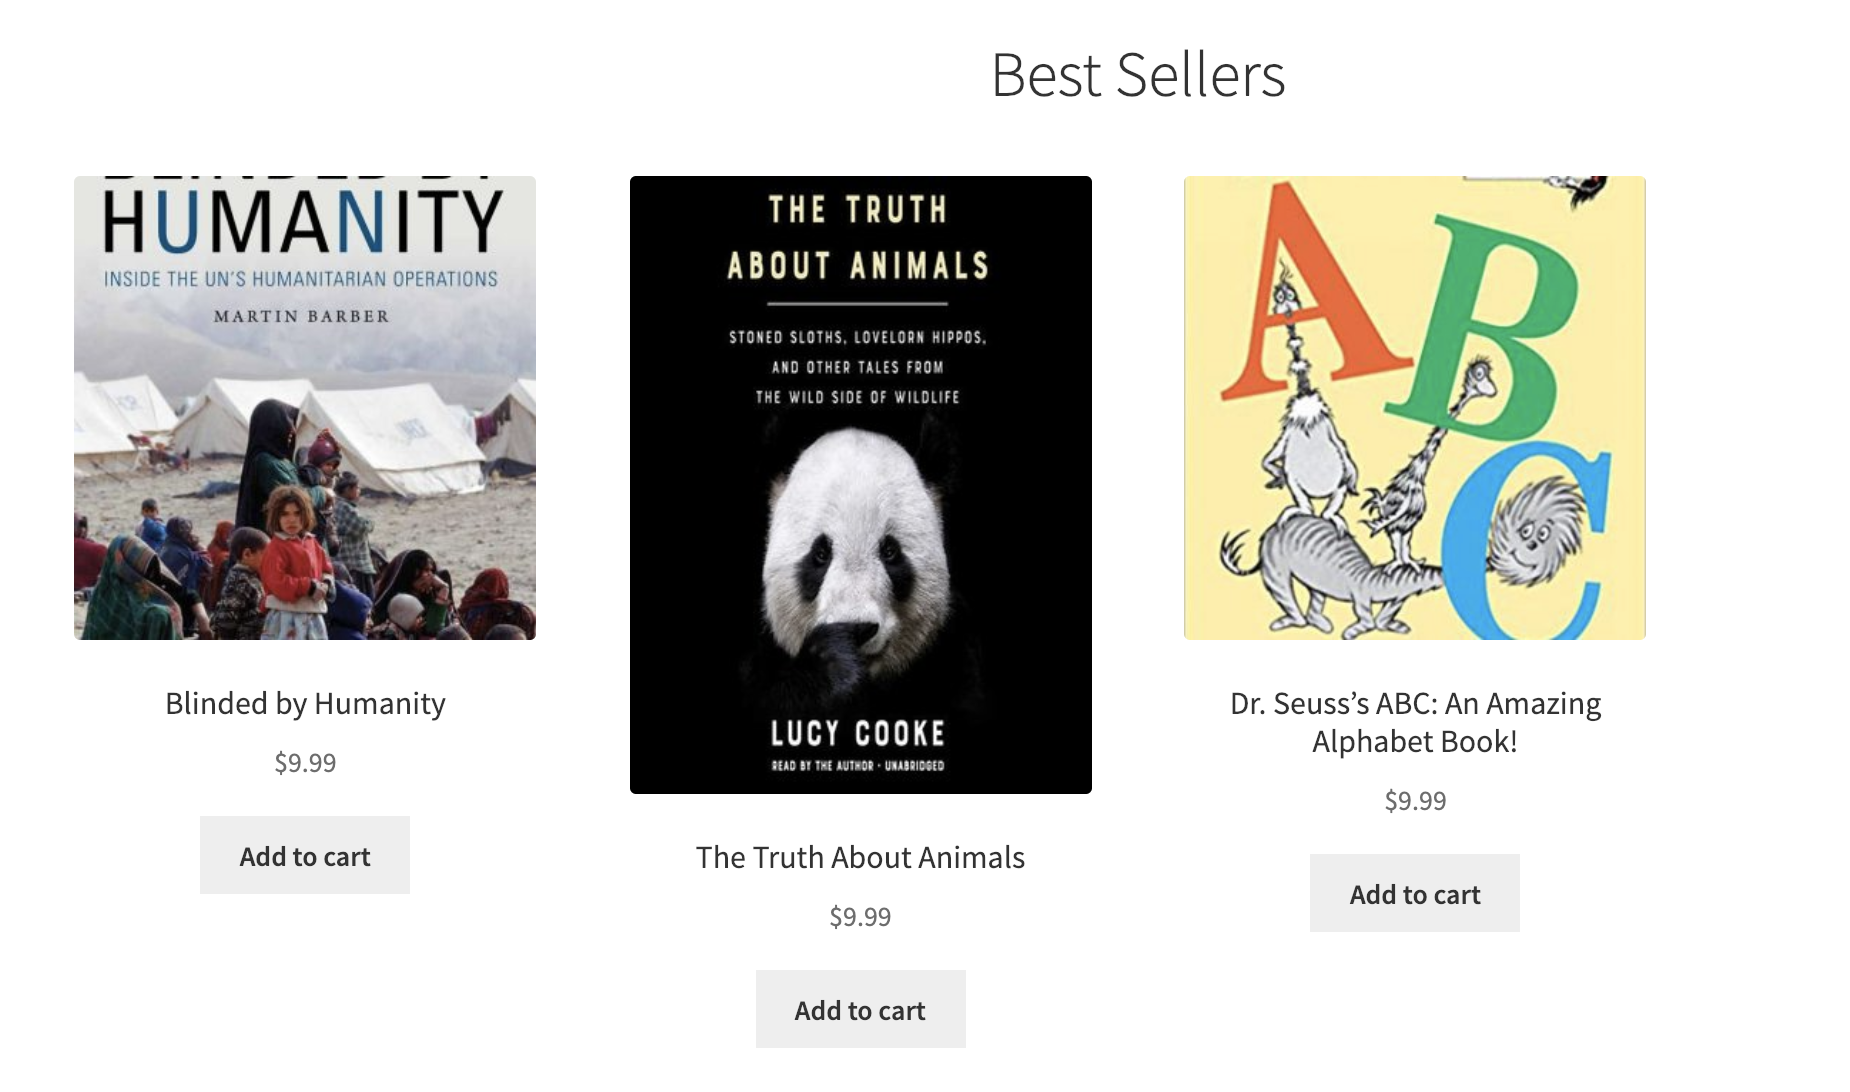 Best Sellers
BLINDED BY
HUMANITY
INSIDE THE UN'S HUMANITARIAN OPERATIONS
MARTIN BARBER
Blinded by Humanity
$9.99
Add to cart
THE TRUTH
ABOUT ANIMALS
STONED SLOTHS, LOVELORN HIPPOS,
AND OTHER TALES FROM
THE WILD SIDE OF WILDLIFE
LUCY COOKE
READ BY THE AUTHOR · UNABRIDGED
The Truth About Animals
$9.99
Add to cart
A
B
C
Dr. Seuss’s ABC: An Amazing
Alphabet Book!
$9.99
Add to cart